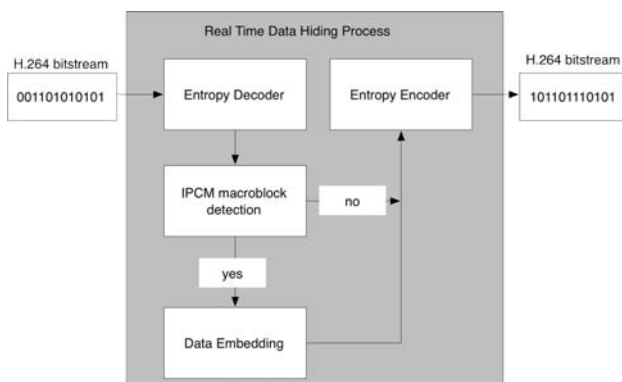 Real Time Data Hiding Process
H.264 bitstream
001101010101
Entropy Decoder
Entropy Encoder
H.264 bitstream
101101110101
IPCM macroblock
detection
no
yes
Data Embedding